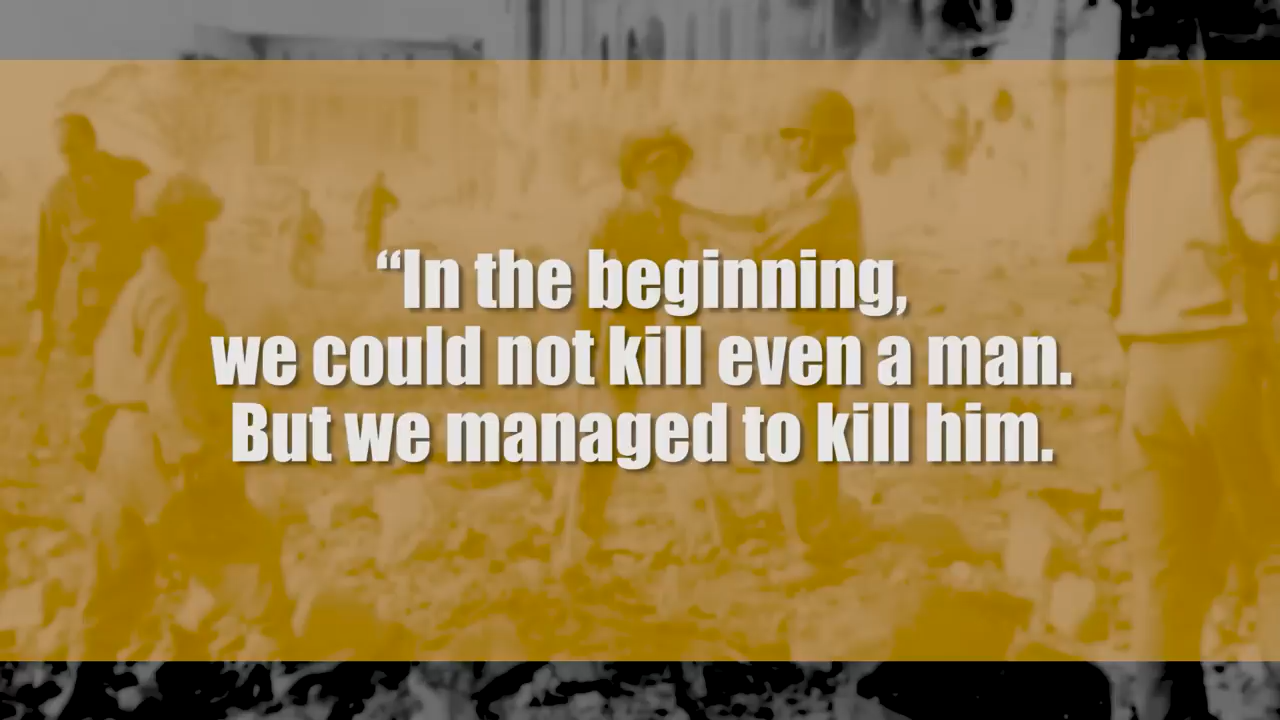 “In the beginning,
we could not kill even a man.
But we managed to kill him.